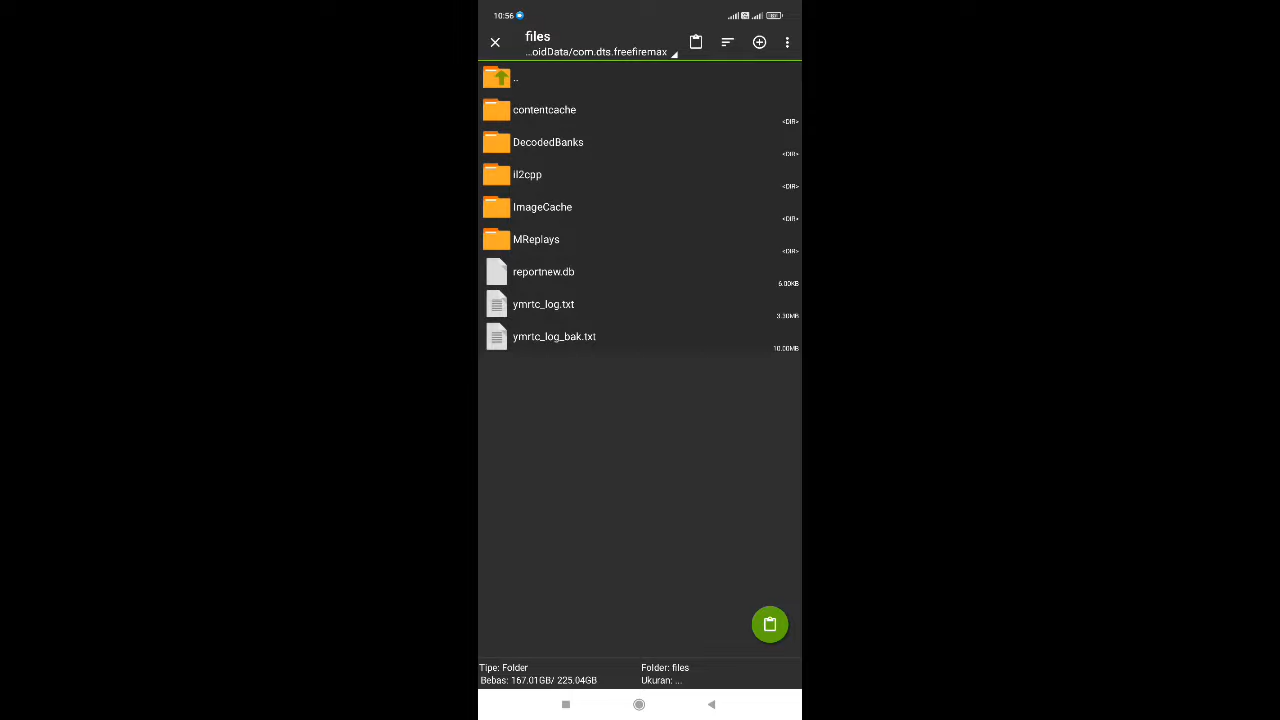 10:56
files
...oidData/com.dts.freefiremax
..
contentcache
<DIR>
DecodedBanks
<DIR>
il2cpp
<DIR>
ImageCache
<DIR>
MReplays
<DIR>
reportnew.db
6.00KB
ymrtc_log.txt
3.30MB
ymrtc_log_bak.txt
10.00MB
Tipe: Folder
Folder: files
Bebas: 167.01GB/ 225.04GB
Ukuran: ...